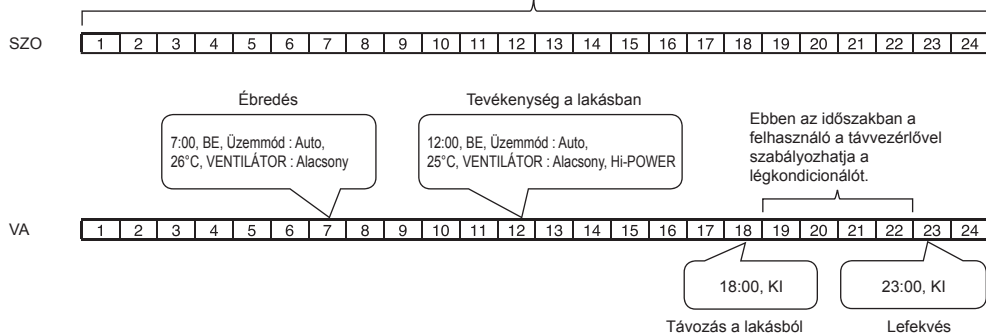 SZO 1 2 3 4 5 6 7 8 9 10 11 12 13 14 15 16 17 18 19 20 21 22 23 24
Ébredés
7:00, BE, Üzemmód : Auto,
26°C, VENTILÁTOR : Alacsony
Tevékenység a lakásban
12:00, BE, Üzemmód : Auto,
25°C, VENTILÁTOR : Alacsony, Hi-POWER
Ebben az időszakban a
felhasználó a távvezérlővel
szabályozhatja a
légkondicionálót.
VA 1 2 3 4 5 6 7 8 9 10 11 12 13 14 15 16 17 18 19 20 21 22 23 24
18:00, KI
23:00, KI
Távozás a lakásból
Lefekvés